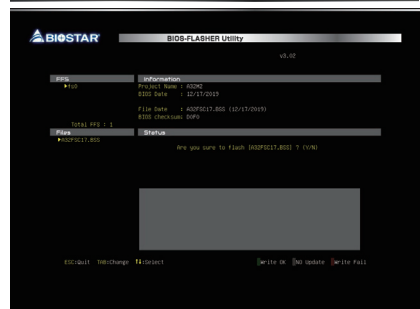 BIOSTAR
BIOS-FLASHER Utility
v3.02
FFS
fs0
Total FFS : 1
Information
Project Name : A32M2
BIOS Date : 12/17/2019
File Date : A32FSC17.BSS (12/17/2019)
BIOS checksum: D0F0
Files
A32FSC17.BSS
Status
Are you sure to flash [A32FSC17.BSS] ? (Y/N)
ESC:Quit TAB:Change ↑↓:Select
Write OK NO Update Write Fail